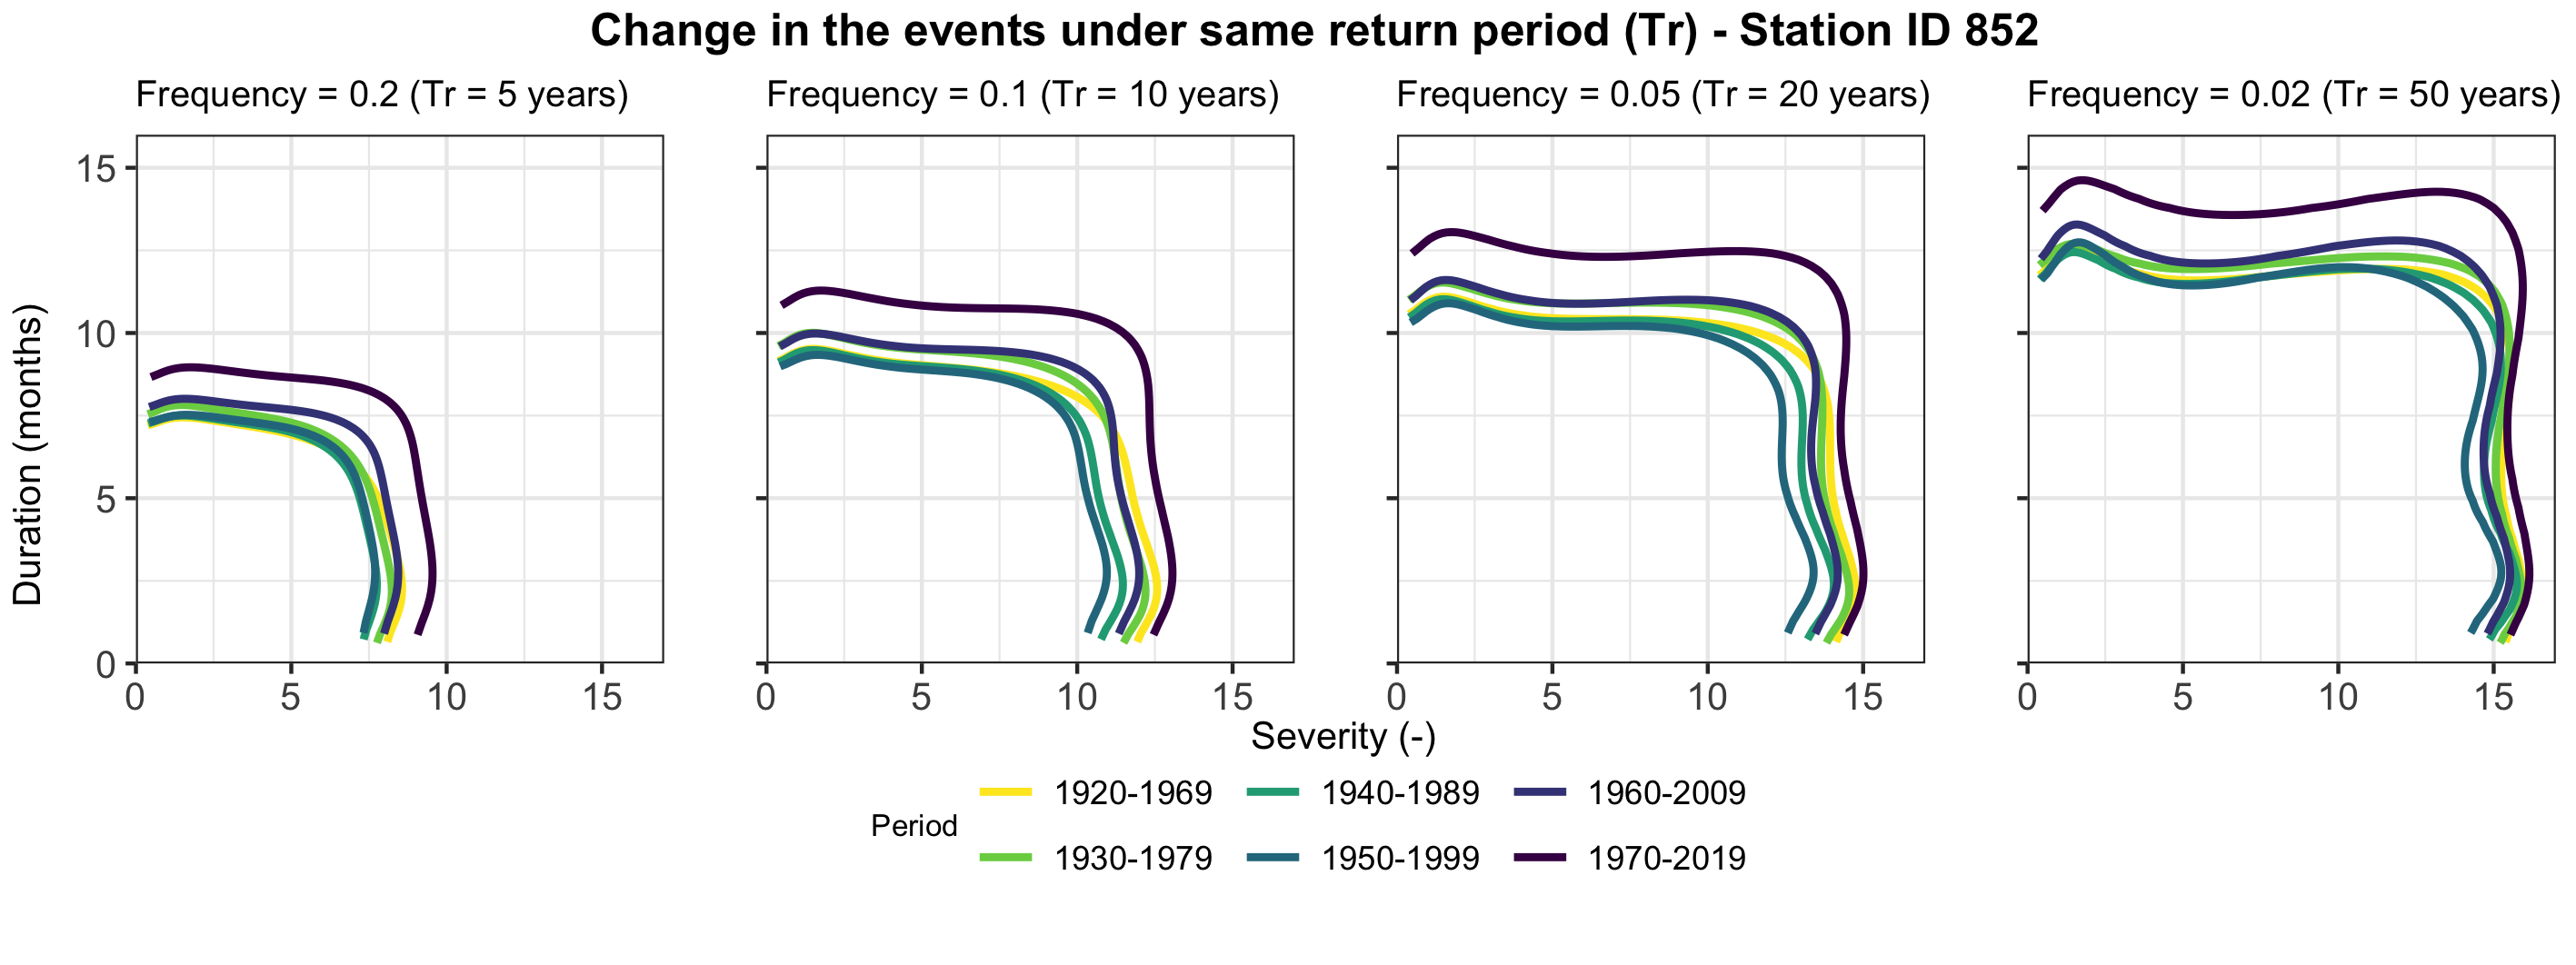 Change in the events under same return period (Tr) - Station ID 852
Frequency = 0.2 (Tr = 5 years)
Frequency = 0.1 (Tr = 10 years)
Frequency = 0.05 (Tr = 20 years)
Frequency = 0.02 (Tr = 50 years)
Duration (months)
15
10
5
0
0 5 10 15
0 5 10 15
0 5 10 15
0 5 10 15
Severity (-)
Period
1920-1969
1940-1989
1960-2009
1930-1979
1950-1999
1970-2019